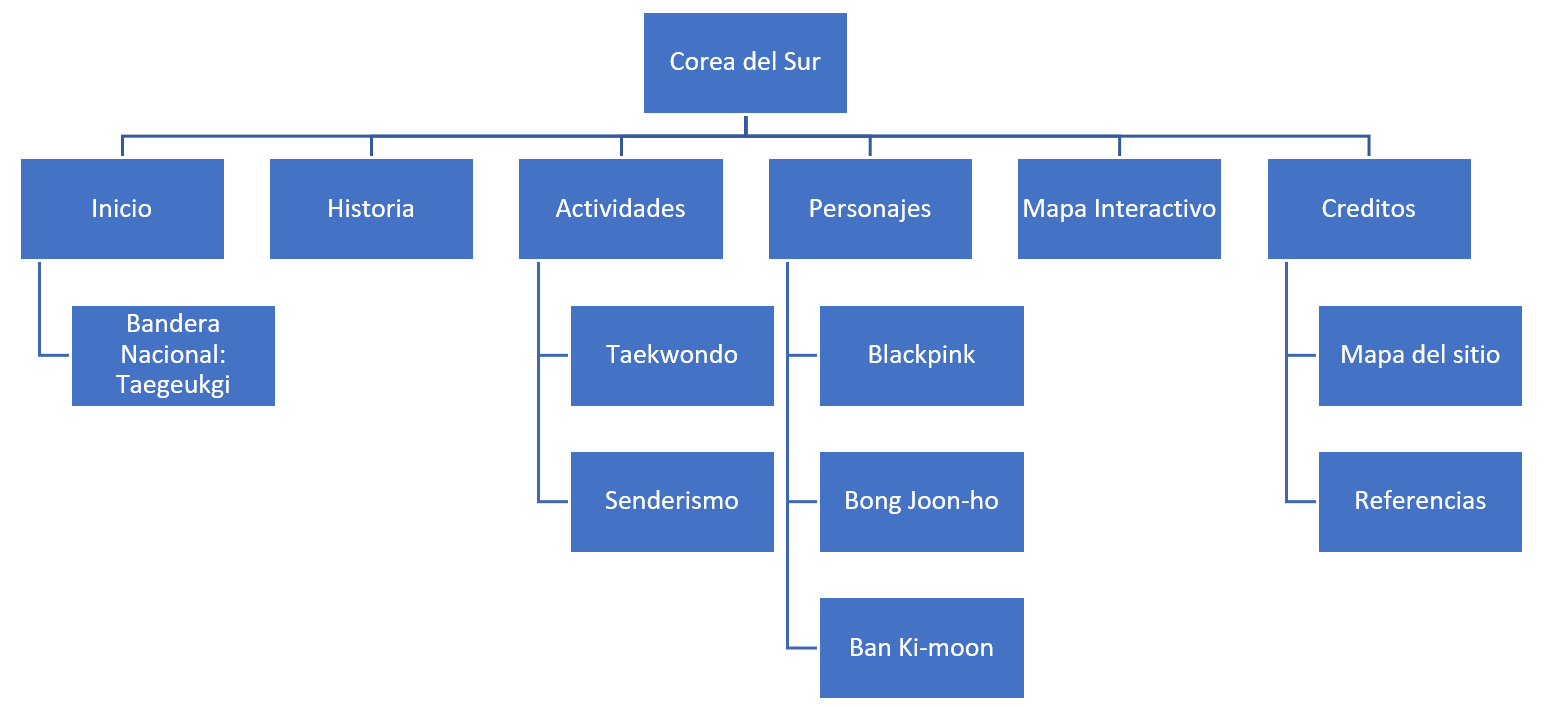 Corea del Sur
Inicio
Historia
Actividades
Personajes
Mapa Interactivo
Creditos
Bandera
Nacional:
Taegeukgi
Taekwondo
Senderismo
Blackpink
Bong Joon-ho
Ban Ki-moon
Mapa del sitio
Referencias